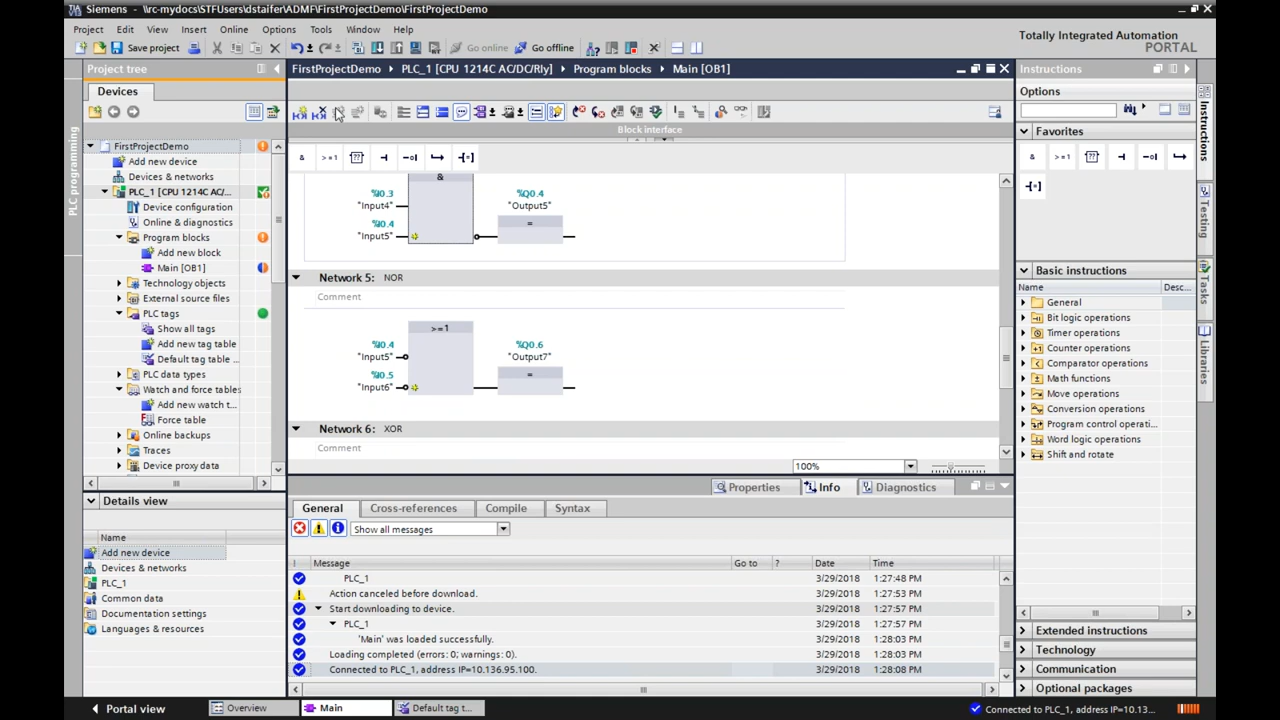 Siemens - \\rc-mydocs\STFUsers\dstaifer\ADMF\FirstProjectDemo\FirstProjectDemo
Project Edit View Insert Online Options Tools Window Help
Totally Integrated Automation
PORTAL
Save project
Go online
Go offline
Project tree
FirstProjectDemo PLC_1 [CPU 1214C AC/DC/Rly] Program blocks Main [OB1]
Instructions
Devices
Options
Block interface
Favorites
& >=1 [??] -o|
& >=1 [??] -o|
FirstProjectDemo
Add new device
Devices & networks
PLC_1 [CPU 1214C AC/...
Device configuration
Online & diagnostics
Program blocks
Add new block
Main [OB1]
Technology objects
External source files
PLC tags
Show all tags
Add new tag table
Default tag table ...
PLC data types
Watch and force tables
Add new watch t...
Force table
Online backups
Traces
Device proxy data
&
%I0.3
"Input4"
%I0.4
"Input5"
%Q0.4
"Output5"
=
Network 5: NOR
Comment
>=1
%I0.4
"Input5"
%I0.5
"Input6"
%Q0.6
"Output7"
=
Network 6: XOR
Comment
100%
Basic instructions
Name Desc...
General
Bit logic operations
Timer operations
Counter operations
Comparator operations
Math functions
Move operations
Conversion operations
Program control operati...
Word logic operations
Shift and rotate
Extended instructions
Technology
Communication
Optional packages
PLC programming
Instructions
Testing
Tasks
Libraries
Details view
Name
Add new device
Devices & networks
PLC_1
Common data
Documentation settings
Languages & resources
Properties Info Diagnostics
General Cross-references Compile Syntax
Show all messages
! Message Go to ? Date Time
PLC_1 3/29/2018 1:27:48 PM
Action canceled before download. 3/29/2018 1:27:53 PM
Start downloading to device. 3/29/2018 1:27:57 PM
PLC_1 3/29/2018 1:28:03 PM
'Main' was loaded successfully. 3/29/2018 1:28:03 PM
Loading completed (errors: 0; warnings: 0). 3/29/2018 1:28:03 PM
Connected to PLC_1, address IP=10.136.95.100. 3/29/2018 1:28:08 PM
Portal view Overview Main Default tag t...
Connected to PLC_1, address IP=10.13...